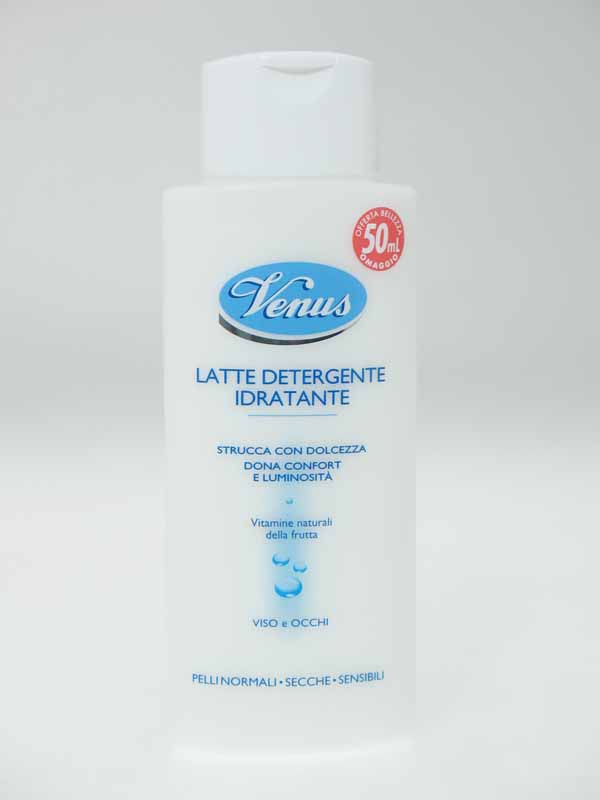 OFFERTA BELLEZZA
50mL
OMAGGIO
Venus
LATTE DETERGENTE
IDRATANTE
STRUCCA CON DOLCEZZA
DONA CONFORT
E LUMINOSITÀ
Vitamine naturali
della frutta
VISO e OCCHI
PELLI NORMALI • SECCHE • SENSIBILI